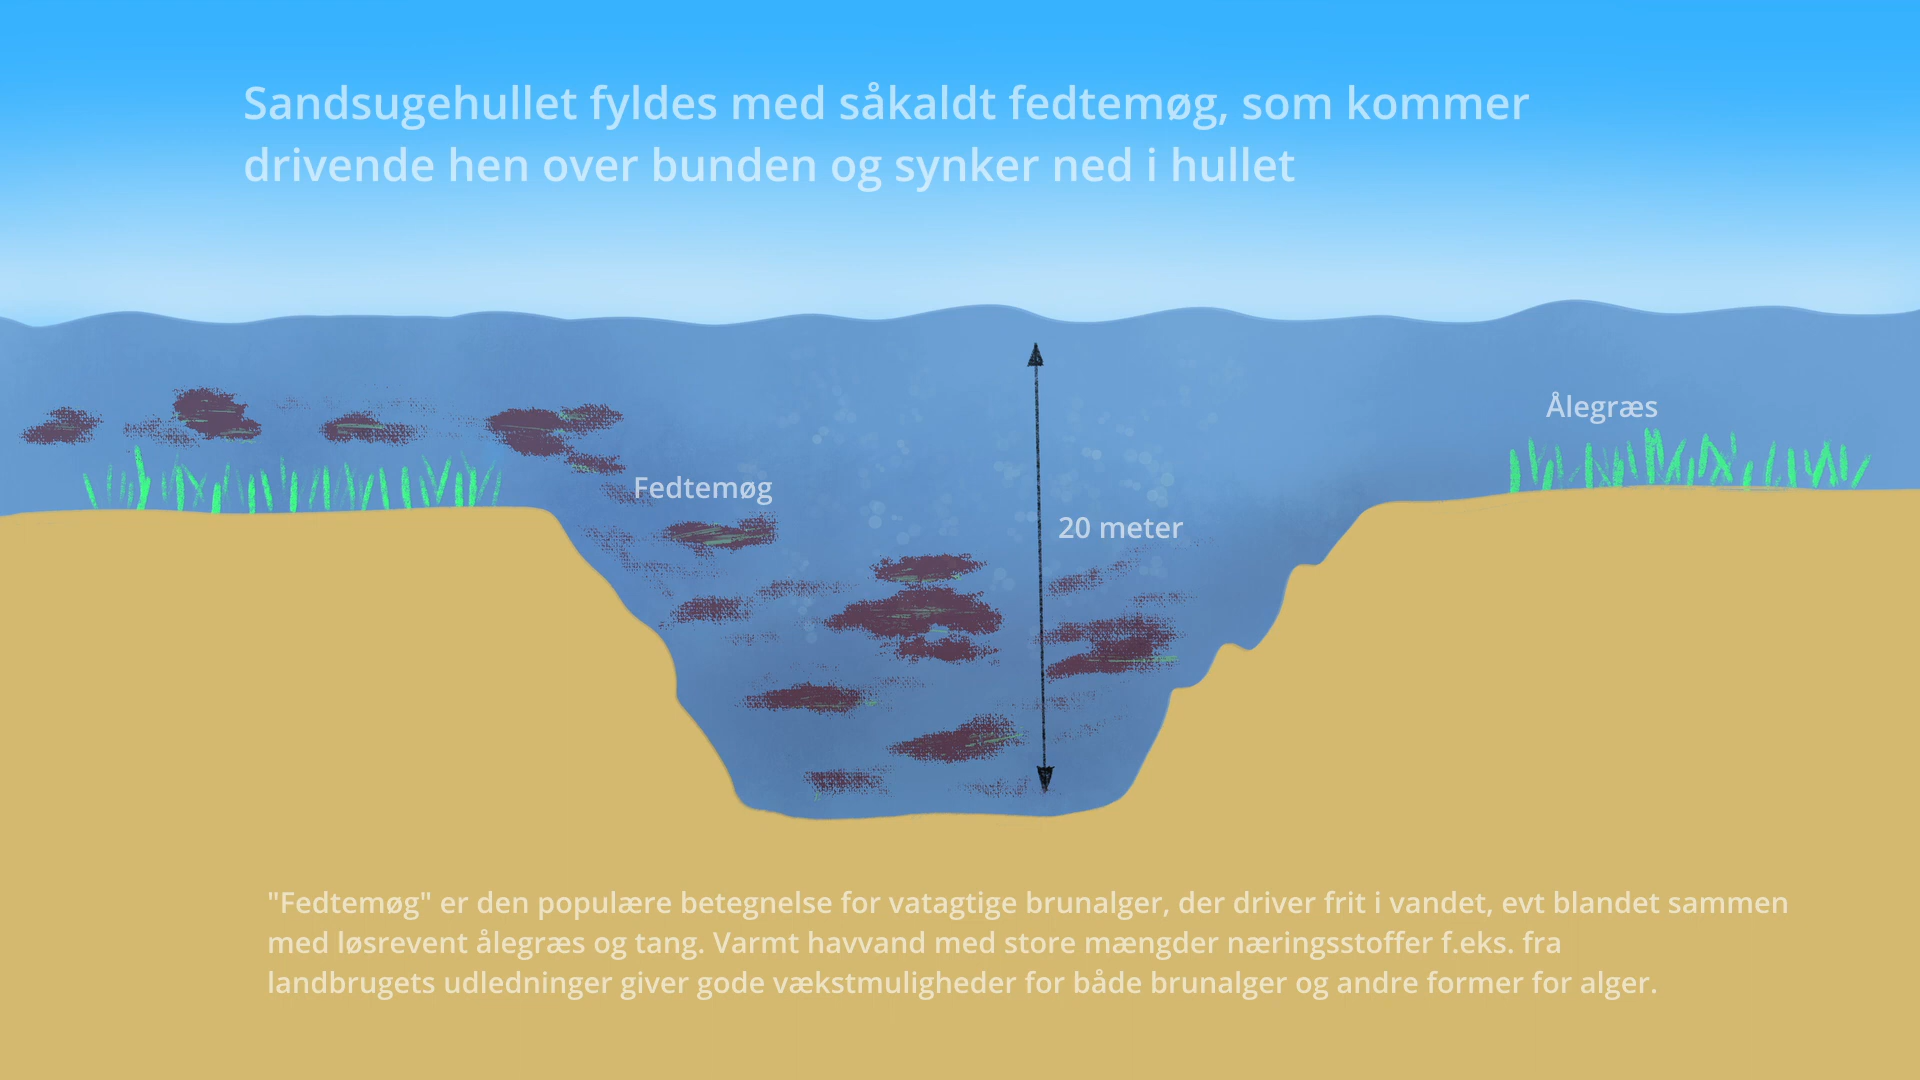 Sandsugehullet fyldes med såkaldt fedtemøg, som kommer
drivende hen over bunden og synker ned i hullet
Ålegræs
Fedtemøg
20 meter
"Fedtemøg" er den populære betegnelse for vatagtige brunalger, der driver frit i vandet, evt blandet sammen
med løsrevent ålegræs og tang. Varmt havvand med store mængder næringsstoffer f.eks. fra
landbrugets udledninger giver gode vækstmuligheder for både brunalger og andre former for alger.